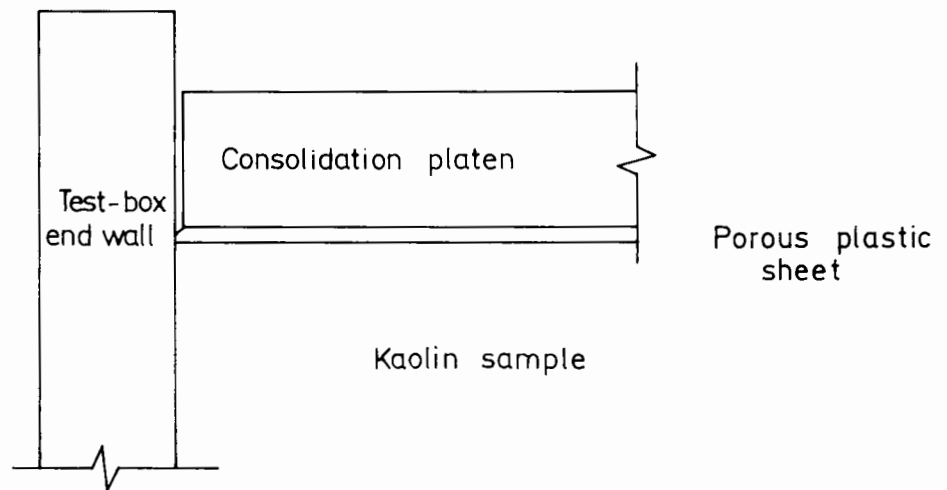 Consolidation platen
Test-box
end wall
Porous plastic
sheet
Kaolin sample